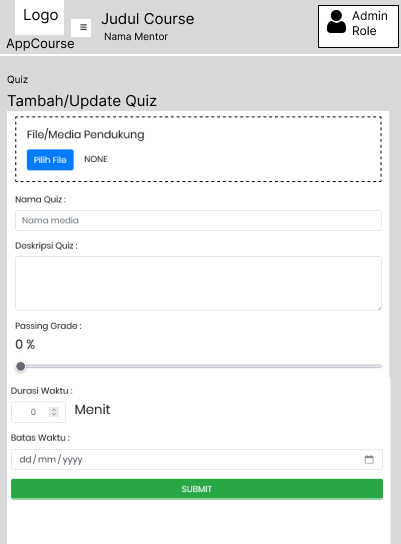 Logo
AppCourse
Judul Course
Nama Mentor
Admin
Role
Quiz
Tambah/Update Quiz
File/Media Pendukung
Pilih File NONE
Nama Quiz :
Nama media
Deskripsi Quiz :
Passing Grade :
0 %
Durasi Waktu :
0 Menit
Batas Waktu :
dd/mm/yyyy
SUBMIT